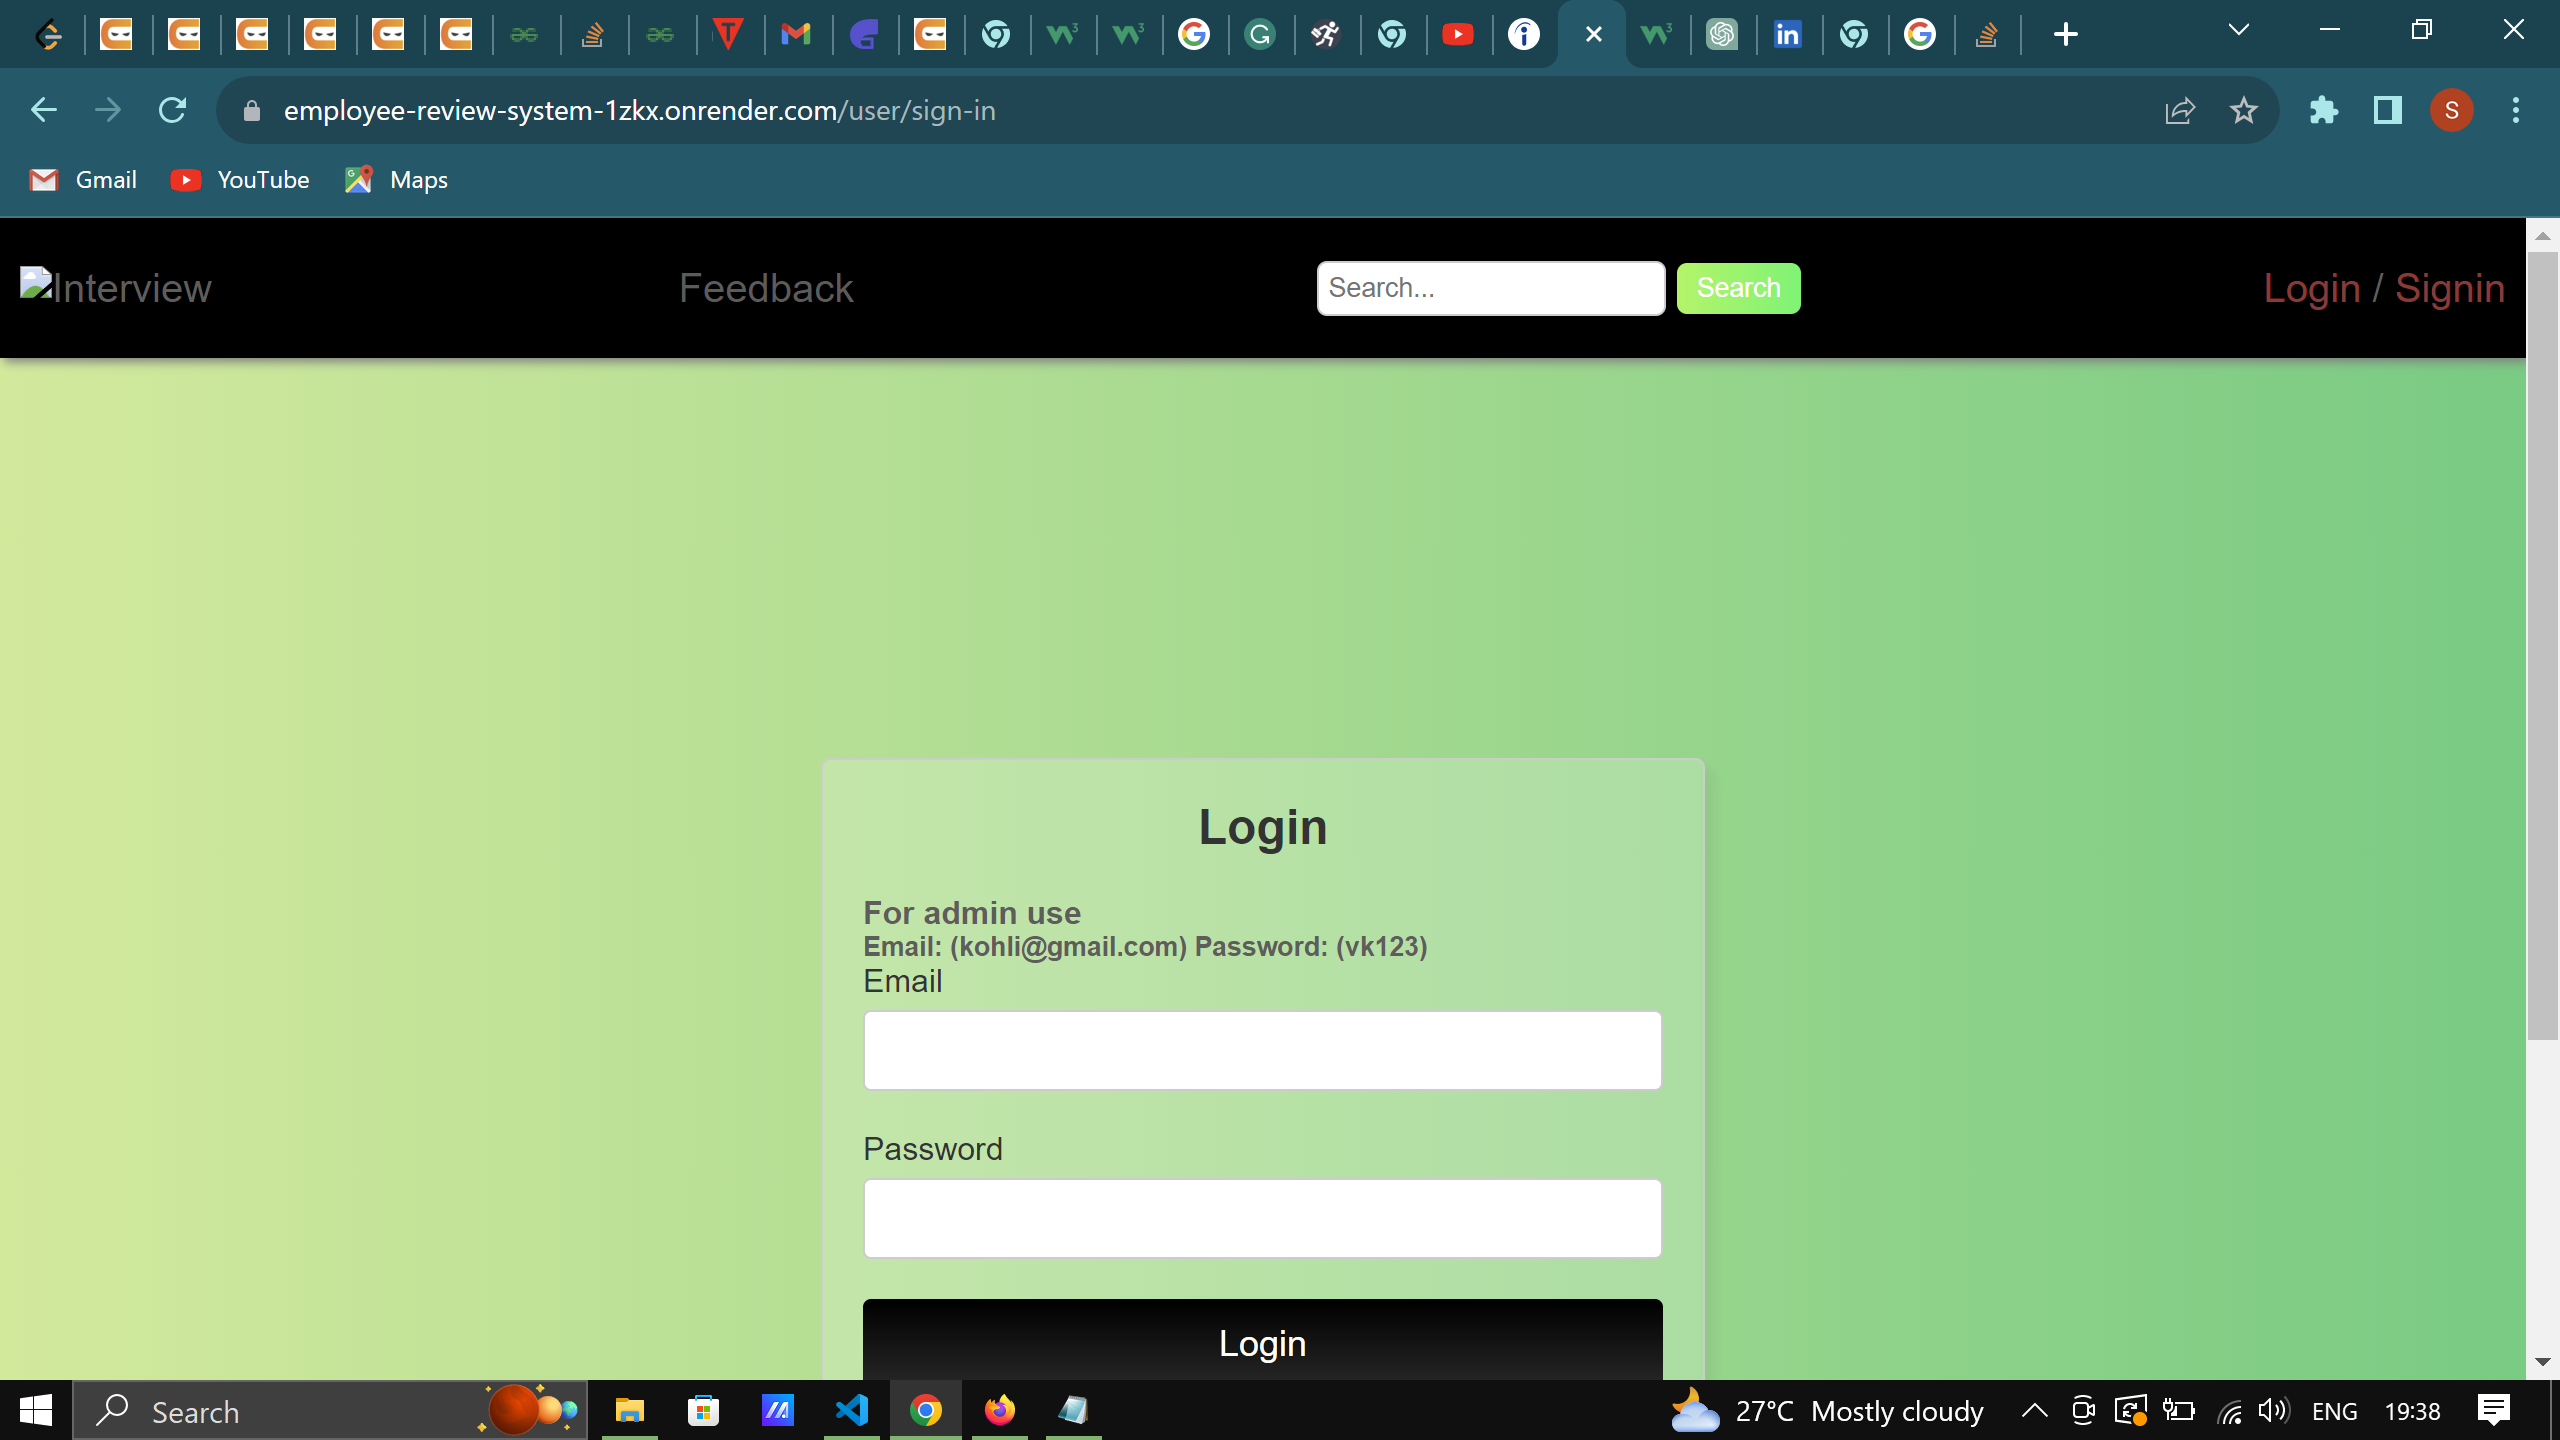 employee-review-system-1zkx.onrender.com/user/sign-in
S
Gmail YouTube Maps
Interview Feedback Search... Search Login / Signin
Login
For admin use
Email: (kohli@gmail.com) Password: (vk123)
Email
Password
Login
Search 27°C Mostly cloudy ENG 19:38